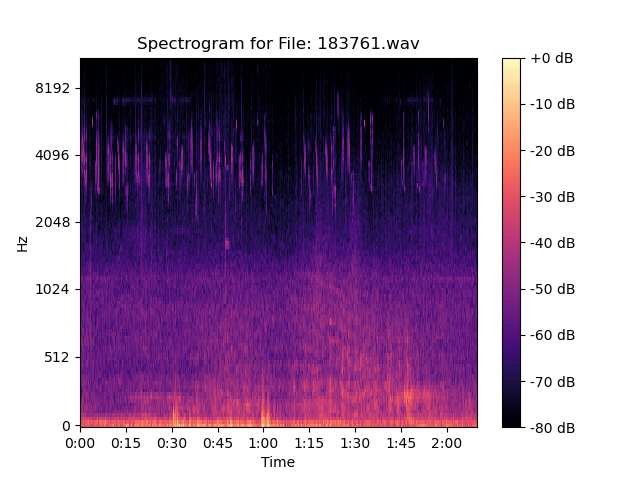 Spectrogram for File: 183761.wav
8192
4096
2048
1024
512
0
Hz
0:00 0:15 0:30 0:45 1:00 1:15 1:30 1:45 2:00
Time
+0 dB
-10 dB
-20 dB
-30 dB
-40 dB
-50 dB
-60 dB
-70 dB
-80 dB